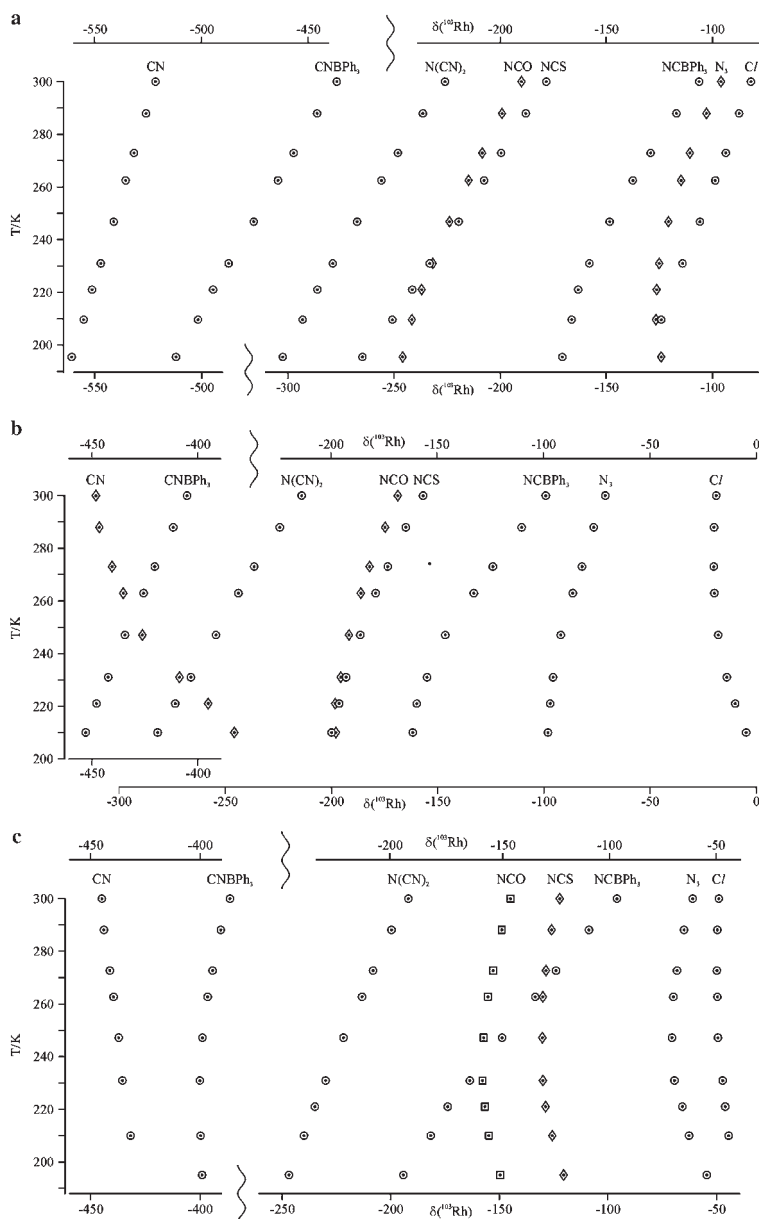 a
δ(¹⁰³Rh)
-550 -500 -450 -200 -150 -100
CN CNBPh₃ N(CN)₂ NCO NCS NCBPh₃ N₃ Cl
300
280
260
T/K
240
220
200
-550 -500 -300 -250 -200 -150 -100
δ(¹⁰³Rh)
b
δ(¹⁰³Rh)
-450 -400 -200 -150 -100 -50 0
CN CNBPh₃ N(CN)₂ NCO NCS NCBPh₃ N₃ Cl
300
280
260
T/K
240
220
200
-450 -400
-300 -250 -200 -150 -100 -50 0
δ(¹⁰³Rh)
c
δ(¹⁰³Rh)
-450 -400 -200 -150 -100 -50
CN CNBPh₃ N(CN)₂ NCO NCS NCBPh₃ N₃ Cl
300
280
260
T/K
240
220
200
-450 -400 -250 -200 -150 -100 -50
δ(¹⁰³Rh)